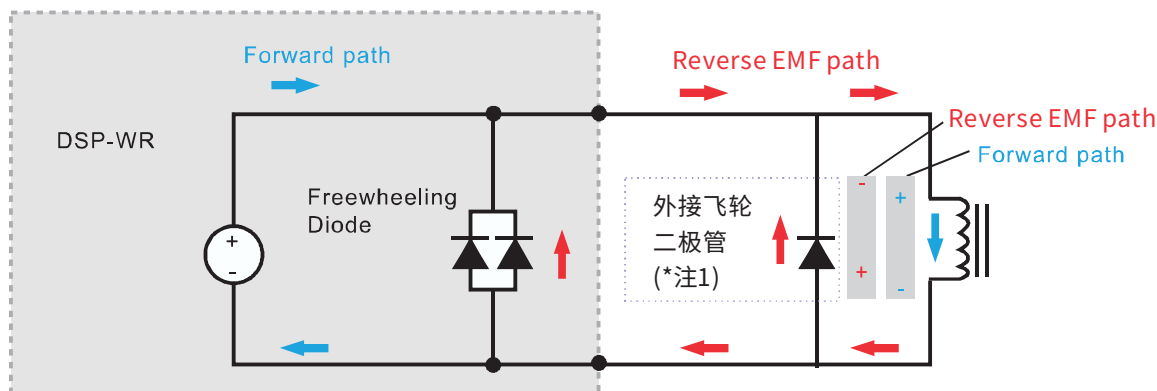 Forward path
Reverse EMF path
Reverse EMF path
Forward path
DSP-WR
Freewheeling
Diode
外接飞轮
二极管
(*注1)
+
-
-
+
+
-